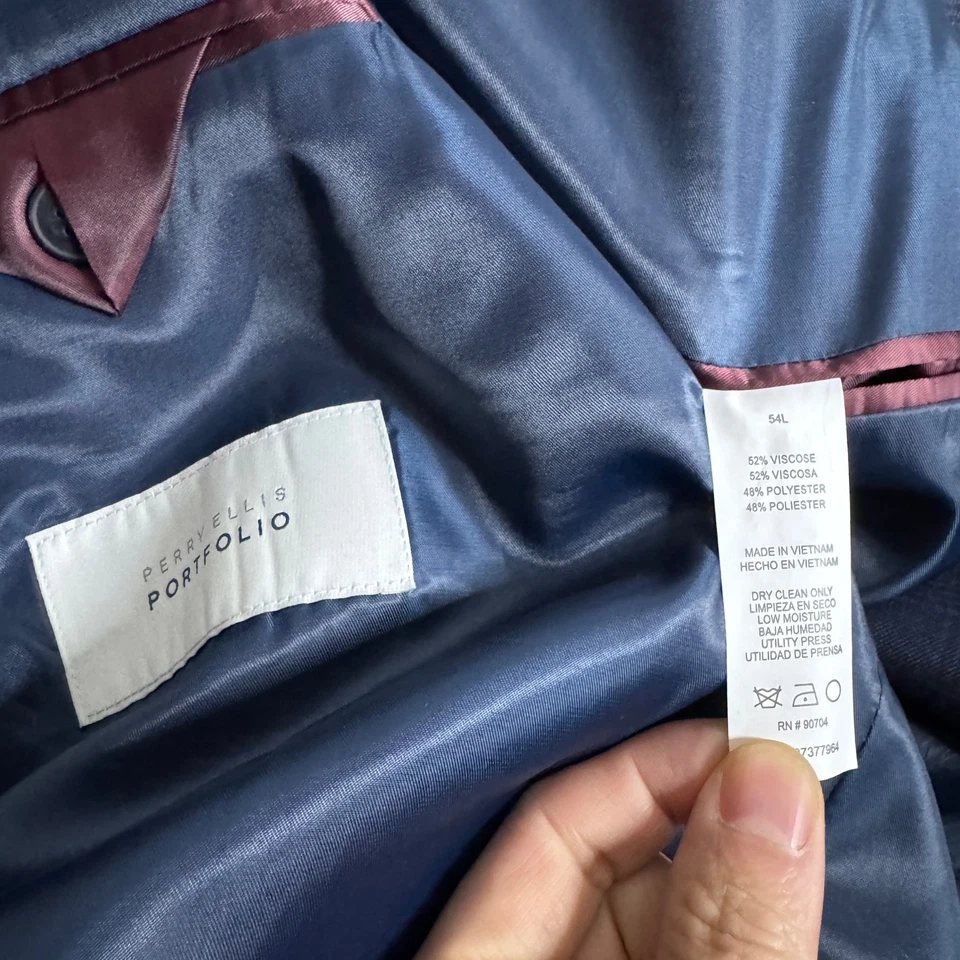 PERRY ELLIS
PORTFOLIO
54L
52% VISCOSE
52% VISCOSA
48% POLYESTER
48% POLIESTER
MADE IN VIETNAM
HECHO EN VIETNAM
DRY CLEAN ONLY
LIMPIEZA EN SECO
LOW MOISTURE
BAJA HUMEDAD
UTILITY PRESS
UTILIDAD DE PRENSA
RN # 90704
7377964